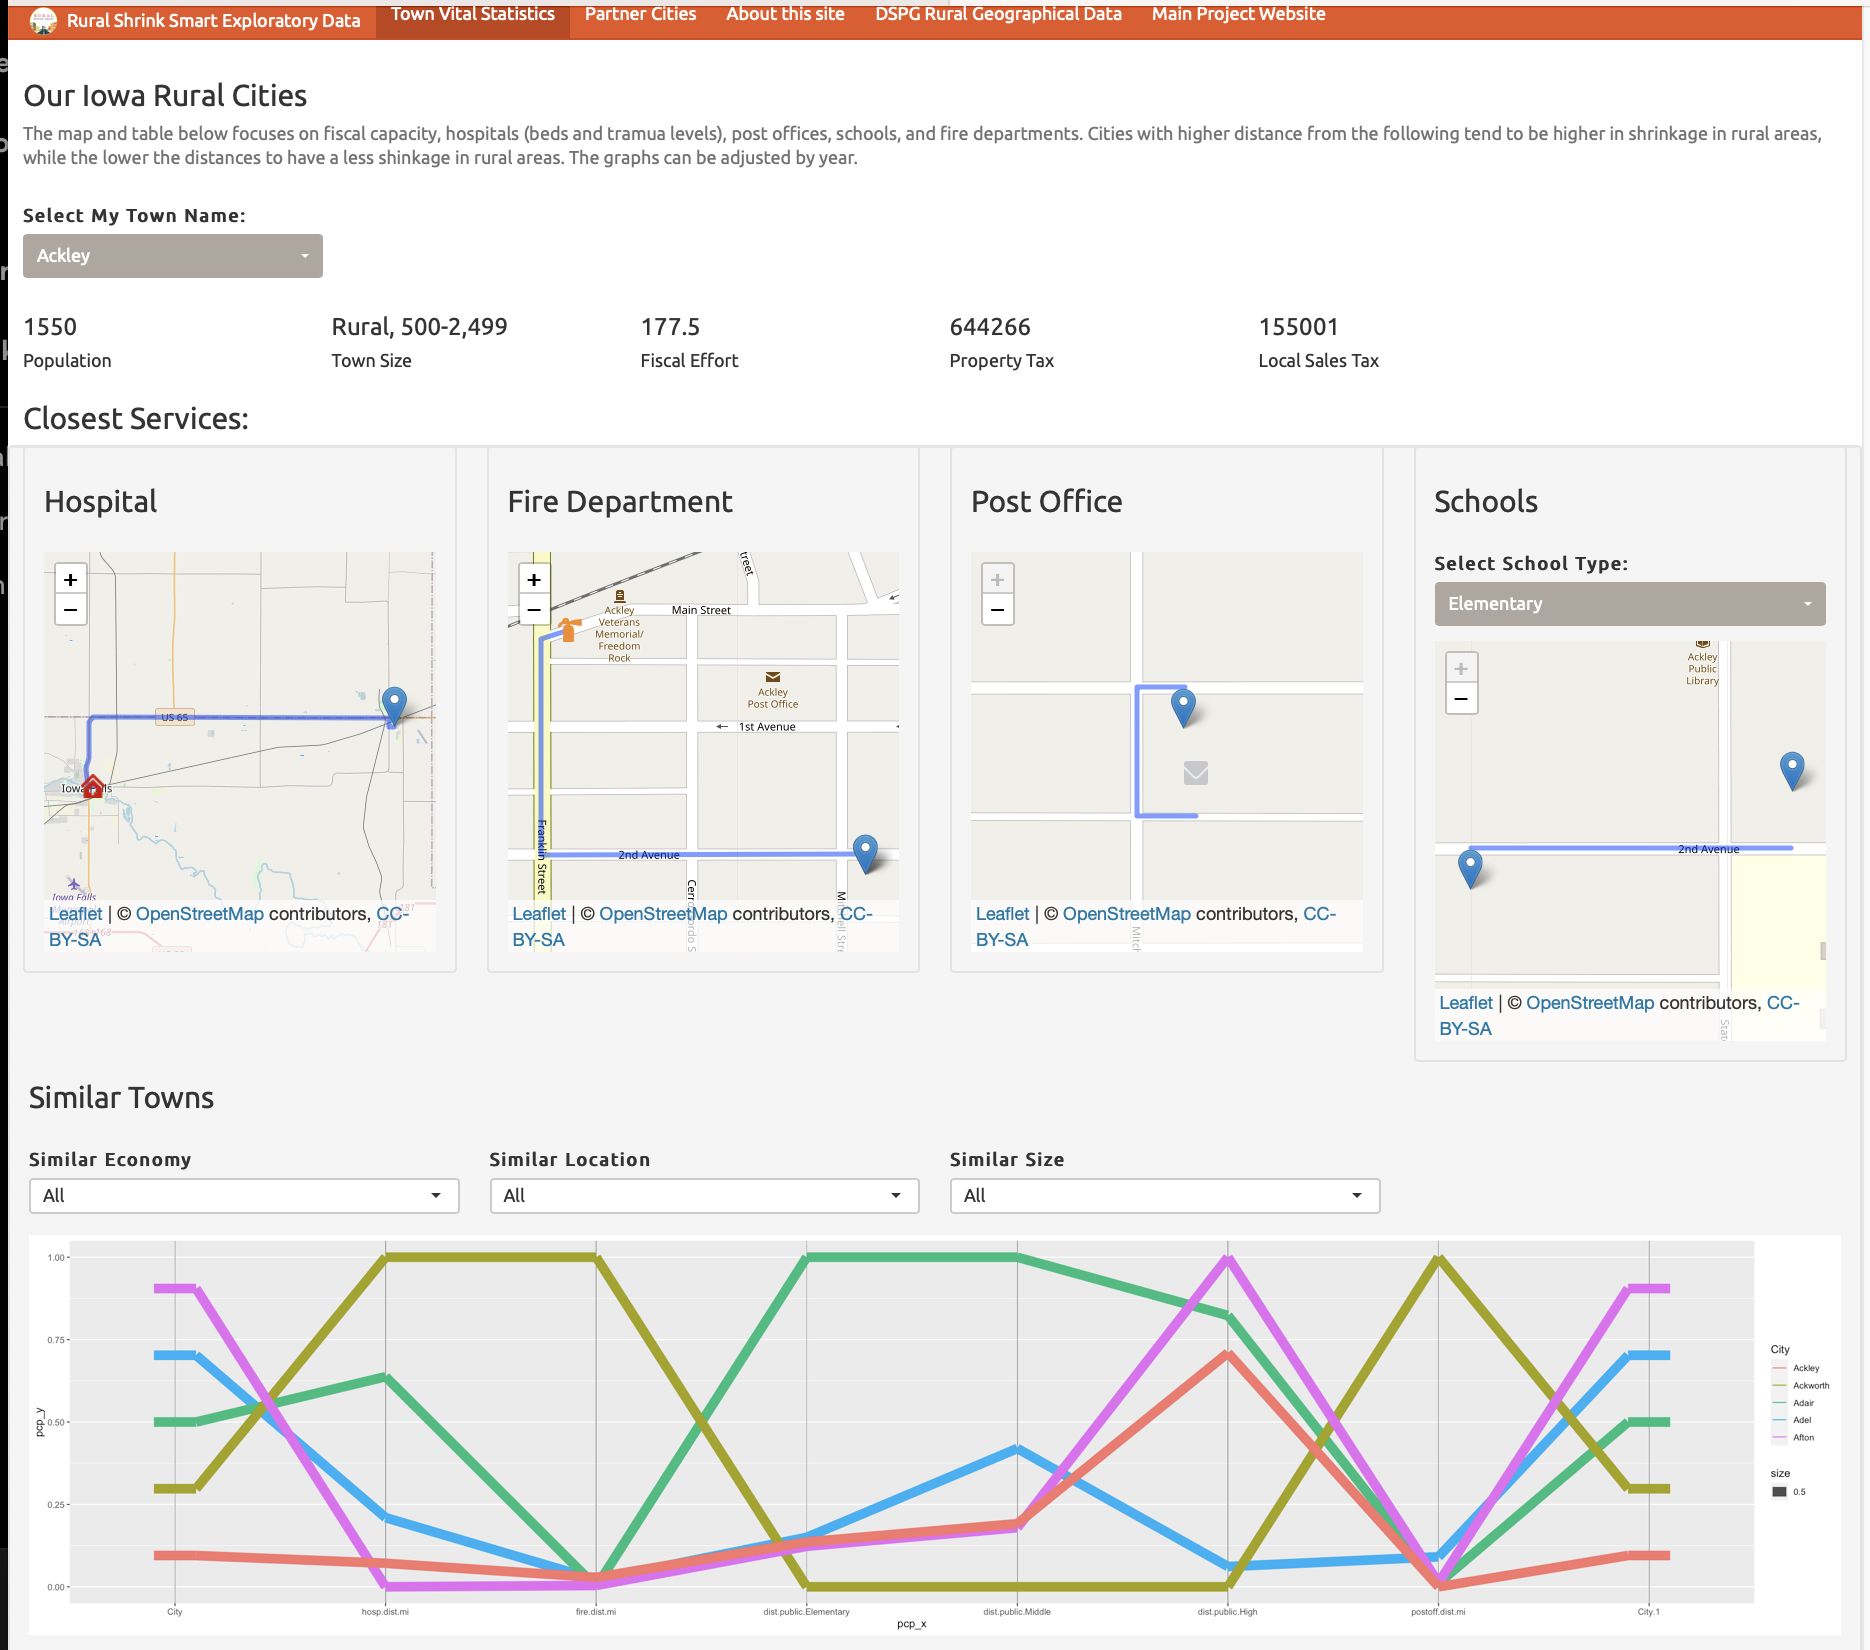 Rural Shrink Smart Exploratory Data Town Vital Statistics Partner Cities About this site DSPG Rural Geographical Data Main Project Website
Our Iowa Rural Cities
The map and table below focuses on fiscal capacity, hospitals (beds and tramua levels), post offices, schools, and fire departments. Cities with higher distance from the following tend to be higher in shrinkage in rural areas,
while the lower the distances to have a less shinkage in rural areas. The graphs can be adjusted by year.
Select My Town Name:
Ackley
1550 Rural, 500-2,499 177.5 644266 155001
Population Town Size Fiscal Effort Property Tax Local Sales Tax
Closest Services:
Hospital
+
−
US 65
Iowa Falls
Iowa Falls
181
181
168 168
Leaflet | © OpenStreetMap contributors, CC-
BY-SA
Fire Department
+
−
Main Street
Ackley
Veterans
Memorial/
Freedom
Rock
Ackley
Post Office
1st Avenue
Franklin Street
2nd Avenue
Leaflet | © OpenStreetMap contributors, CC-
BY-SA
Post Office
+
−
Mitch
Leaflet | © OpenStreetMap contributors, CC-
BY-SA
Schools
Select School Type:
Elementary
+
−
Ackley
Public
Library
2nd Avenue
State
Leaflet | © OpenStreetMap contributors, CC-
BY-SA
Similar Towns
Similar Economy Similar Location Similar Size
All All All
1.00
0.75
0.50
0.25
0.00
pcp_y
City hosp.dist.mi fire.dist.mi dist.public.Elementary dist.public.Middle dist.public.High postoff.dist.mi City.1
pcp_x
City
Ackley
Ackworth
Adair
Adel
Afton
size
0.5